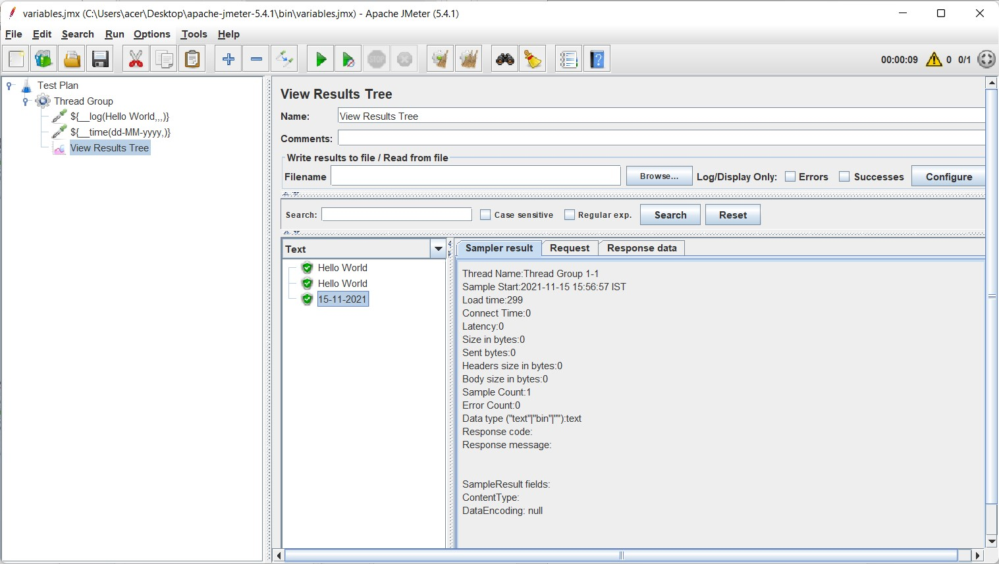 variables.jmx (C:\Users\acer\Desktop\apache-jmeter-5.4.1\bin\variables.jmx) - Apache JMeter (5.4.1)
File Edit Search Run Options Tools Help
STOP
00:00:09 0 0/1
Test Plan
Thread Group
${__log(Hello World,,,)}
${__time(dd-MM-yyyy,)}
View Results Tree
View Results Tree
Name: View Results Tree
Comments:
Write results to file / Read from file
Filename Browse... Log/Display Only: Errors Successes Configure
Search: Case sensitive Regular exp. Search Reset
Text
Hello World
Hello World
15-11-2021
Sampler result Request Response data
Thread Name:Thread Group 1-1
Sample Start:2021-11-15 15:56:57 IST
Load time:299
Connect Time:0
Latency:0
Size in bytes:0
Sent bytes:0
Headers size in bytes:0
Body size in bytes:0
Sample Count:1
Error Count:0
Data type ("text"|"bin"|""):text
Response code:
Response message:
SampleResult fields:
ContentType:
DataEncoding: null